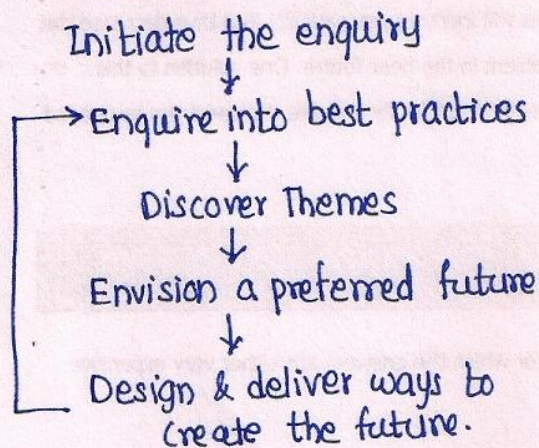 Initiate the enquiry
Enquire into best practices
Discover Themes
Envision a preferred future
Design & deliver ways to
create the future.